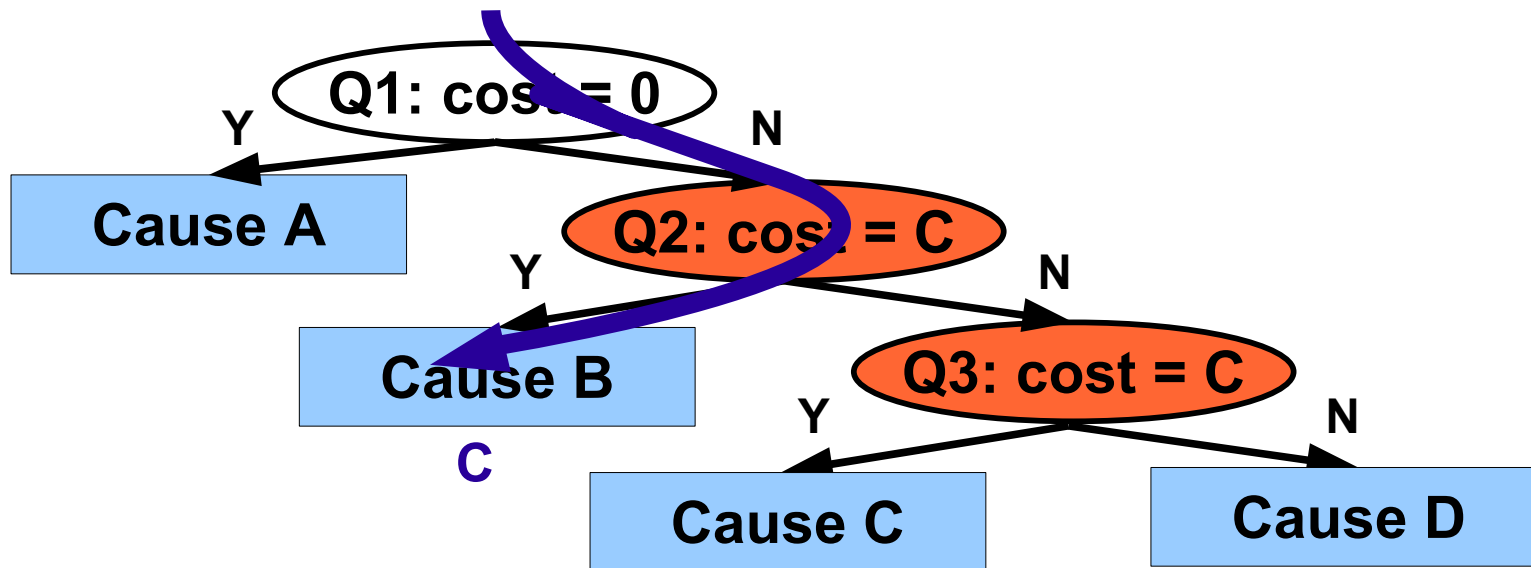 Q1: cost = 0
Y
N
Cause A
Q2: cost = C
Y
N
Cause B
Q3: cost = C
Y
N
C
Cause C
Cause D